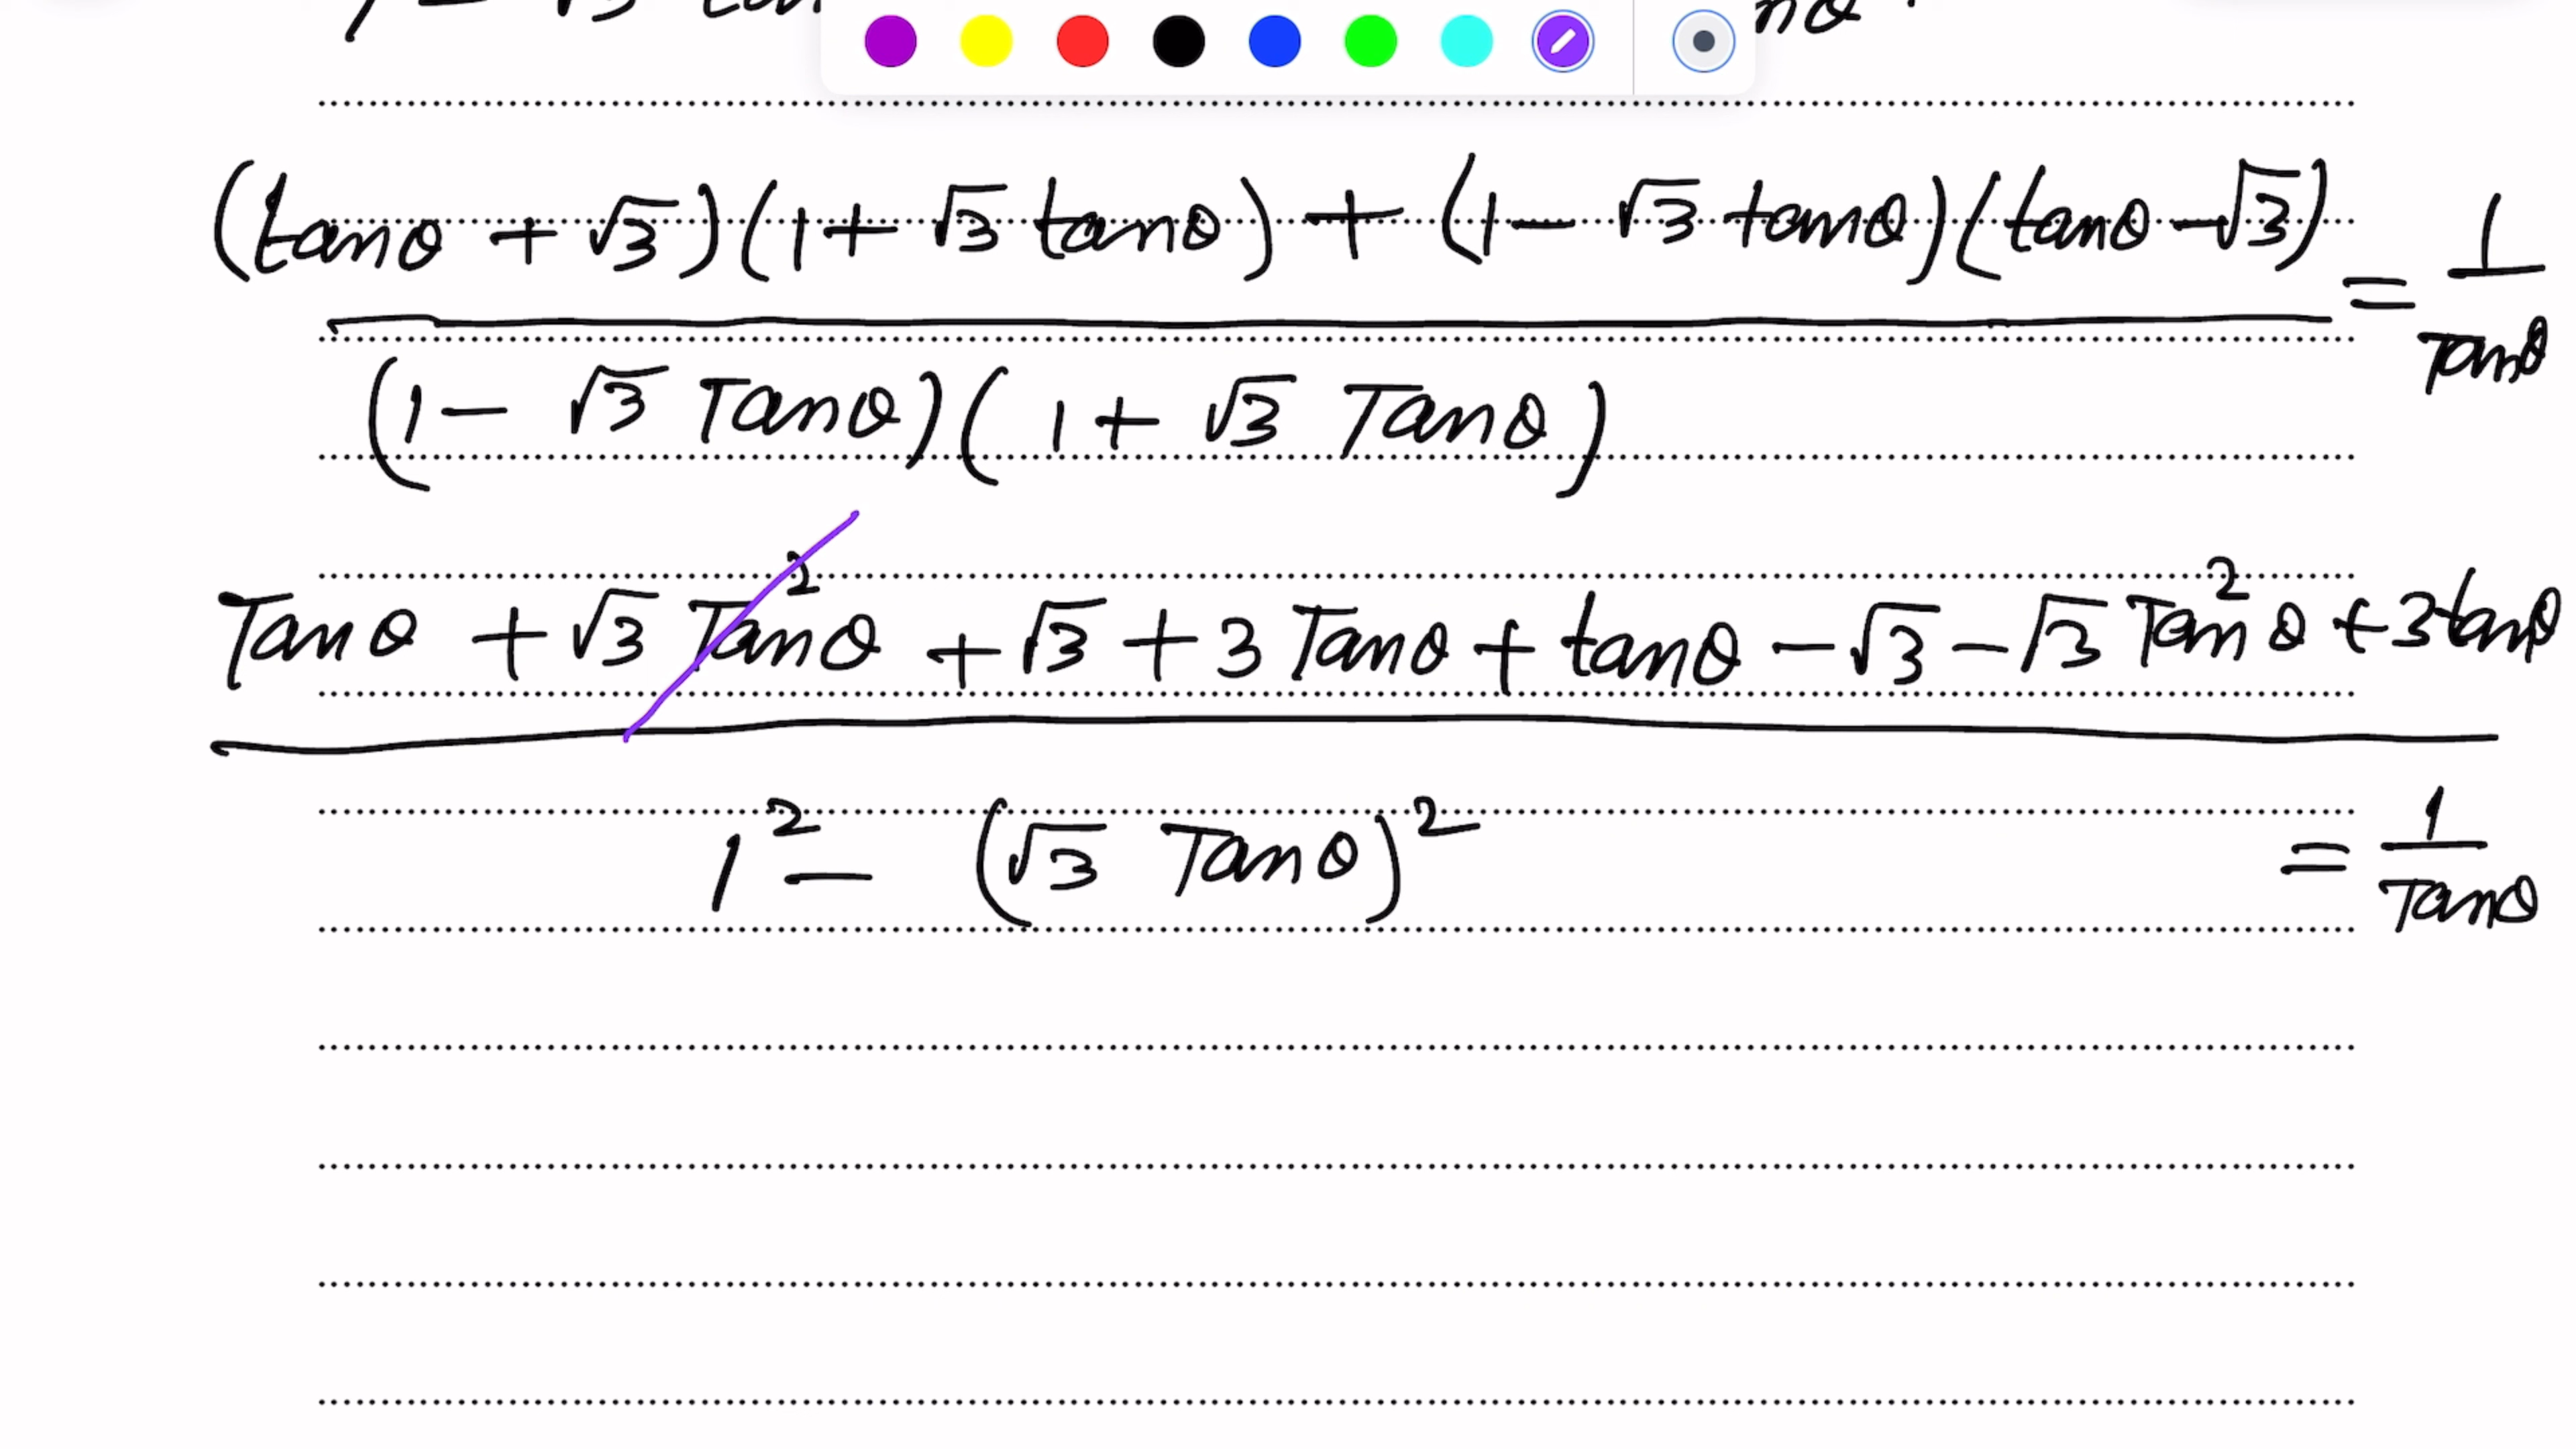 (tanθ + √3)(1 + √3 tanθ) + (1 - √3 tanθ)(tanθ - √3) = 1
(1 - √3 Tanθ)(1 + √3 Tanθ) Tanθ
Tanθ + √3 Tan²θ + √3 + 3 Tanθ + tanθ - √3 - √3 Tan²θ + 3tanθ
1² - (√3 Tanθ)² = 1
Tanθ